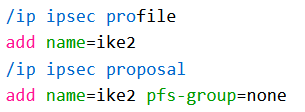 /ip ipsec profile
add name=ike2
/ip ipsec proposal
add name=ike2 pfs-group=none